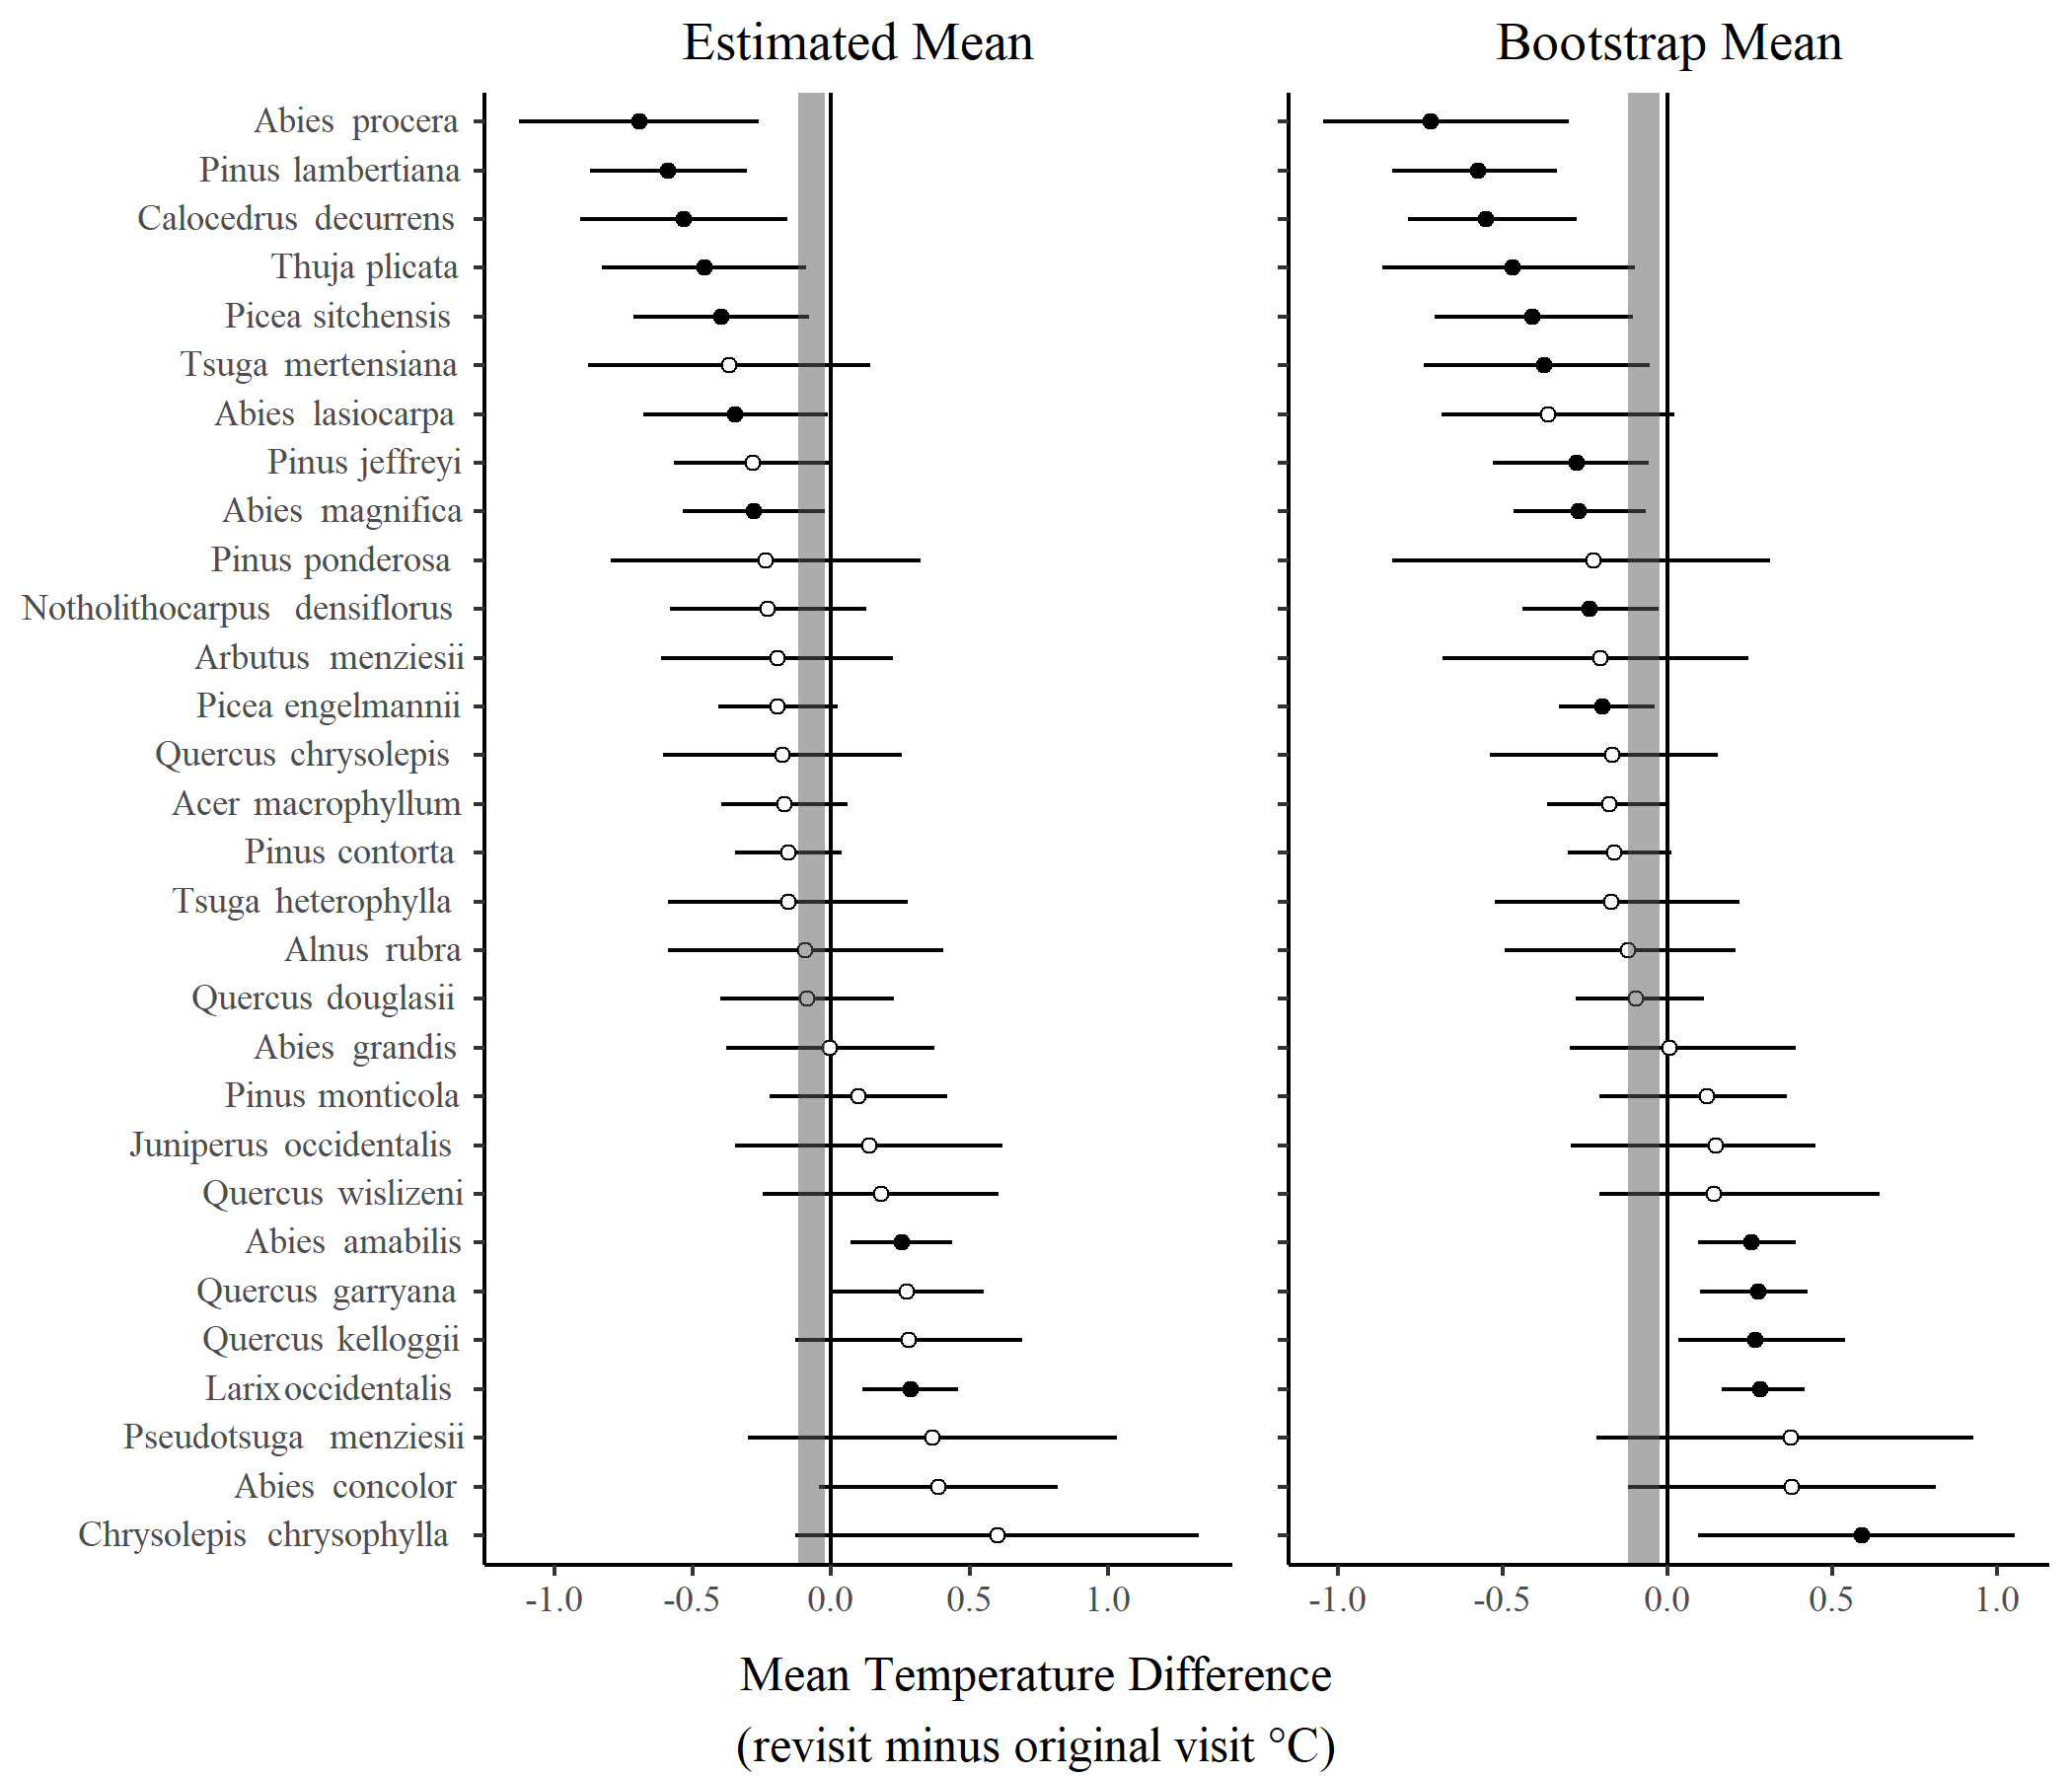 Estimated Mean
Bootstrap Mean
Abies procera
Pinus lambertiana
Calocedrus decurrens
Thuja plicata
Picea sitchensis
Tsuga mertensiana
Abies lasiocarpa
Pinus jeffreyi
Abies magnifica
Pinus ponderosa
Notholithocarpus densiflorus
Arbutus menziesii
Picea engelmannii
Quercus chrysolepis
Acer macrophyllum
Pinus contorta
Tsuga heterophylla
Alnus rubra
Quercus douglasii
Abies grandis
Pinus monticola
Juniperus occidentalis
Quercus wislizeni
Abies amabilis
Quercus garryana
Quercus kelloggii
Larix occidentalis
Pseudotsuga menziesii
Abies concolor
Chrysolepis chrysophylla
-1.0 -0.5 0.0 0.5 1.0
-1.0 -0.5 0.0 0.5 1.0
Mean Temperature Difference
(revisit minus original visit °C)